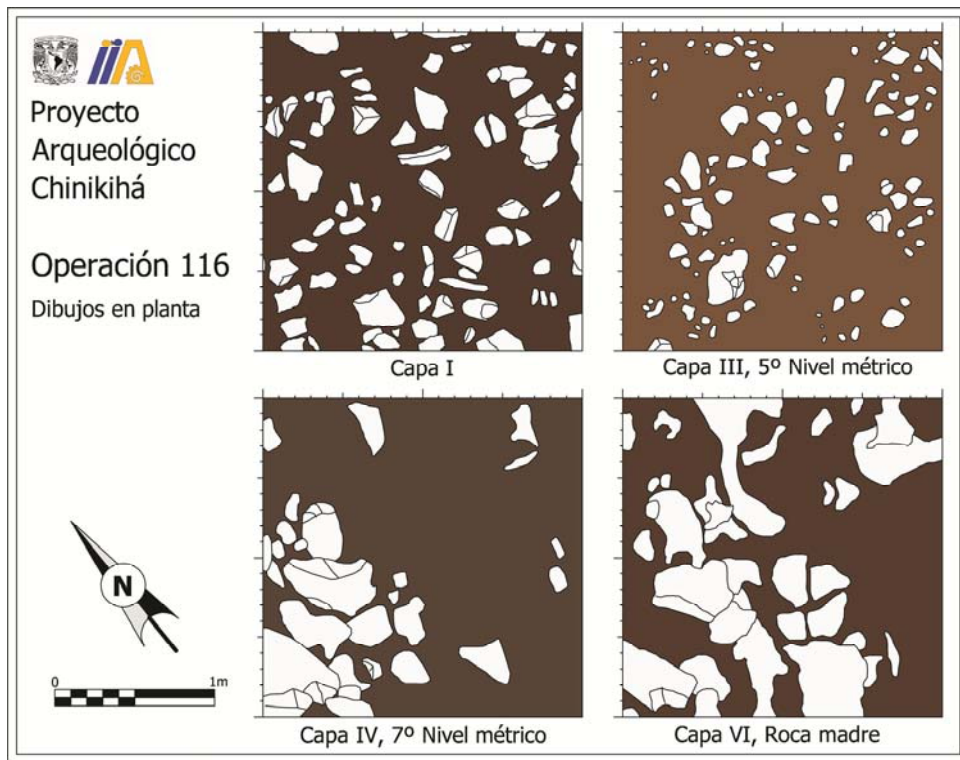 Proyecto
Arqueológico
Chinikihá
Operación 116
Dibujos en planta
Capa I
Capa III, 5º Nivel métrico
Capa IV, 7º Nivel métrico
Capa VI, Roca madre
N
0 1m